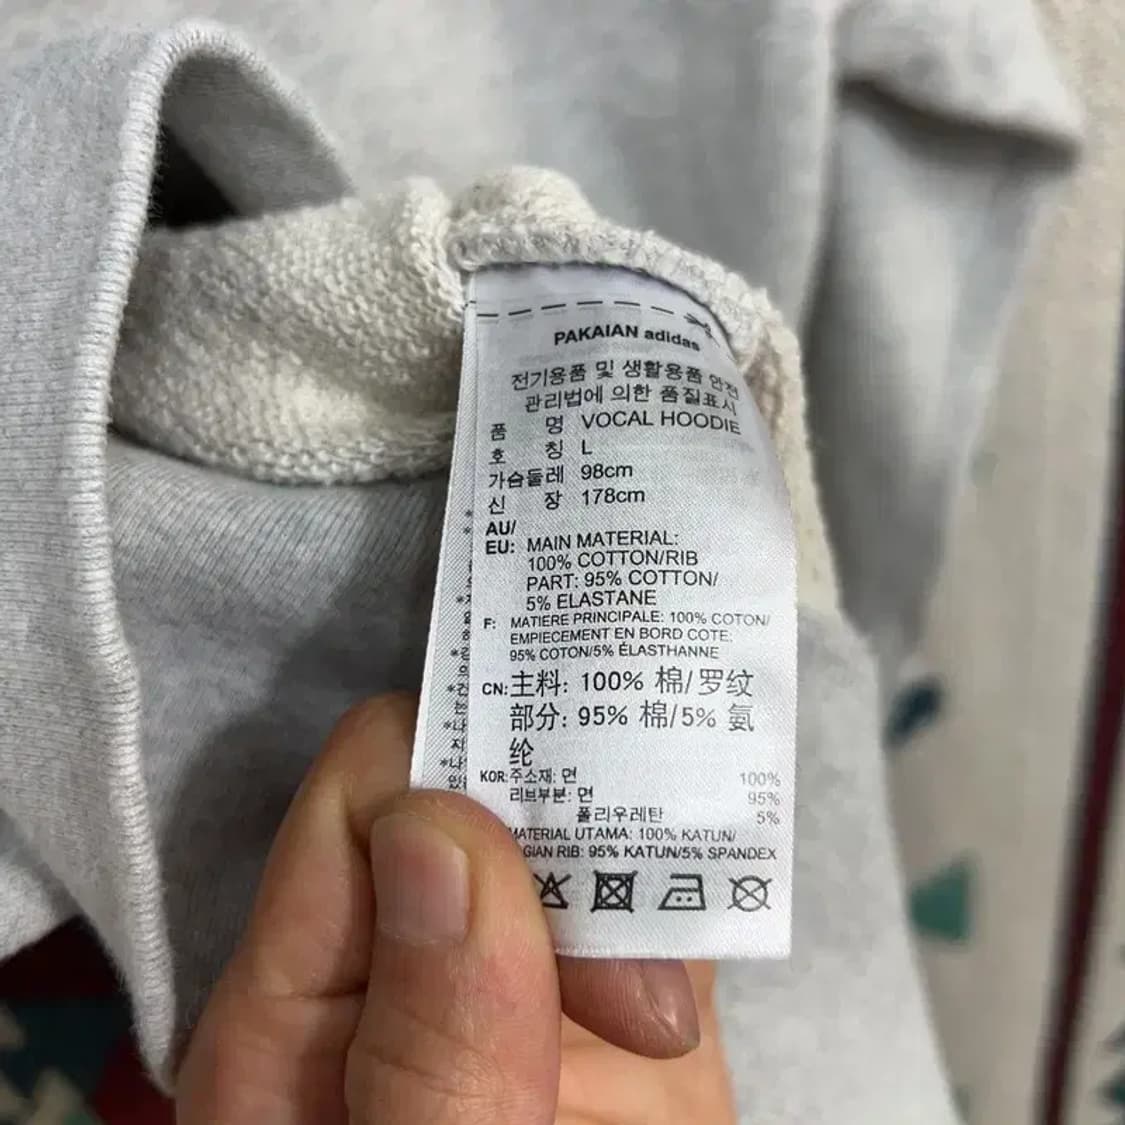 PAKAIAN adidas
전기용품 및 생활용품 안전
관리법에 의한 품질표시
품 명 VOCAL HOODIE
호 칭 L
가슴둘레 98cm
신 장 178cm
AU/
EU: MAIN MATERIAL:
100% COTTON/RIB
PART: 95% COTTON/
5% ELASTANE
F: MATIERE PRINCIPALE: 100% COTON/
EMPIECEMENT EN BORD COTE:
95% COTON/5% ÉLASTHANNE
CN: 主料: 100% 棉/罗纹
部分: 95% 棉/5% 氨
纶
KOR: 주소재: 면 100%
리브부분: 면 95%
폴리우레탄 5%
MATERIAL UTAMA: 100% KATUN/
RIB: 95% KATUN/5% SPANDEX